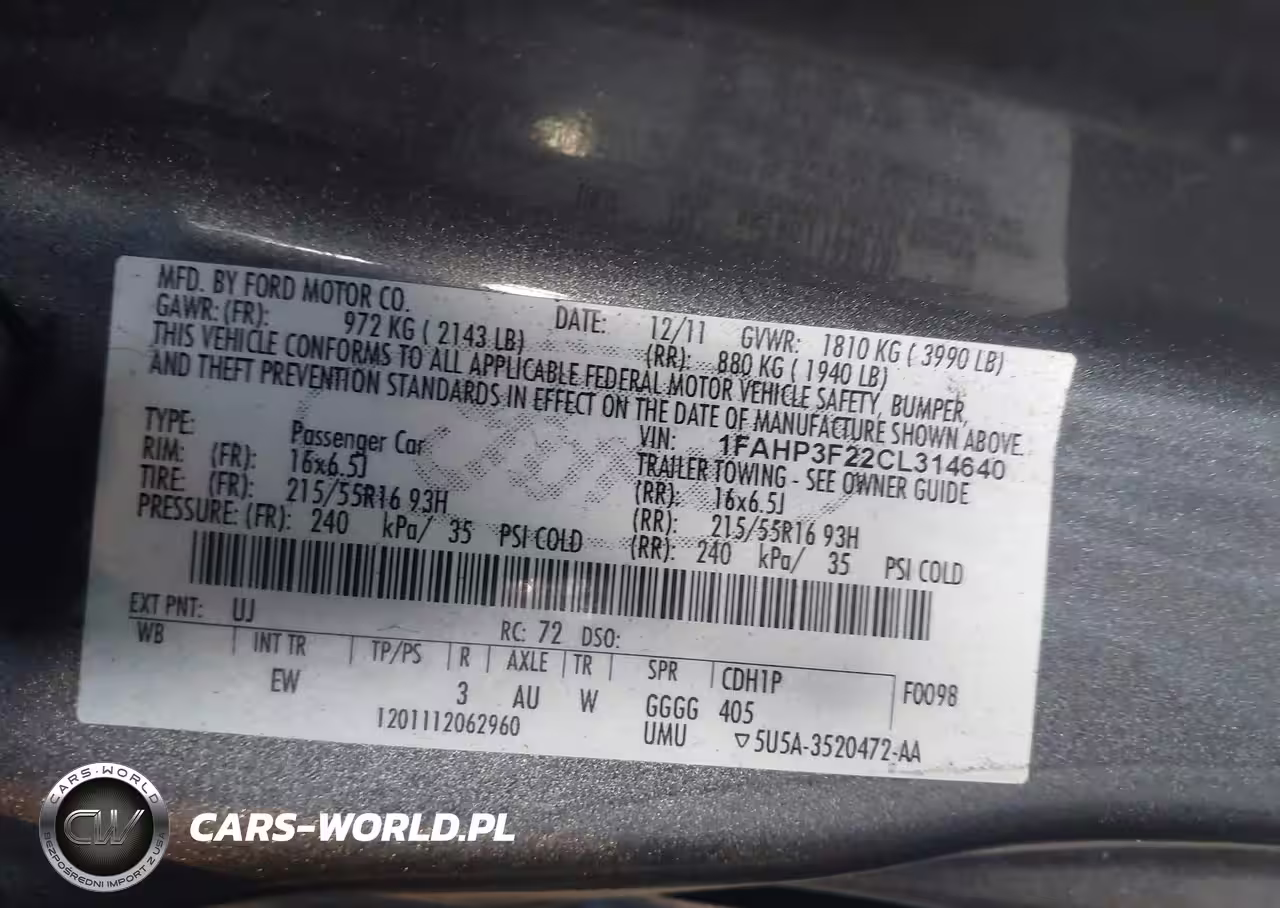 MFD. BY FORD MOTOR CO.
DATE: 12/11 GVWR: 1810 KG ( 3990 LB)
GAWR: (FR): 972 KG ( 2143 LB) (RR): 880 KG ( 1940 LB)
THIS VEHICLE CONFORMS TO ALL APPLICABLE FEDERAL MOTOR VEHICLE SAFETY, BUMPER,
AND THEFT PREVENTION STANDARDS IN EFFECT ON THE DATE OF MANUFACTURE SHOWN ABOVE.
VIN: 1FAHP3F22CL314640
TYPE: Passenger Car TRAILER TOWING - SEE OWNER GUIDE
RIM: (FR): 16x6.5J (RR): 16x6.5J
TIRE: (FR): 215/55R16 93H (RR): 215/55R16 93H
PRESSURE: (FR): 240 kPa/ 35 PSI COLD (RR): 240 kPa/ 35 PSI COLD
EXT PNT: UJ RC: 72 DSO:
WB INT TR TP/PS R AXLE TR SPR CDH1P F0098
EW 3 AU W GGGG 405
1201112062960 UMU ▽5U5A-3520472-AA
CARS-WORLD
CW
BEZPOŚREDNI IMPORT Z USA
CARS-WORLD.PL